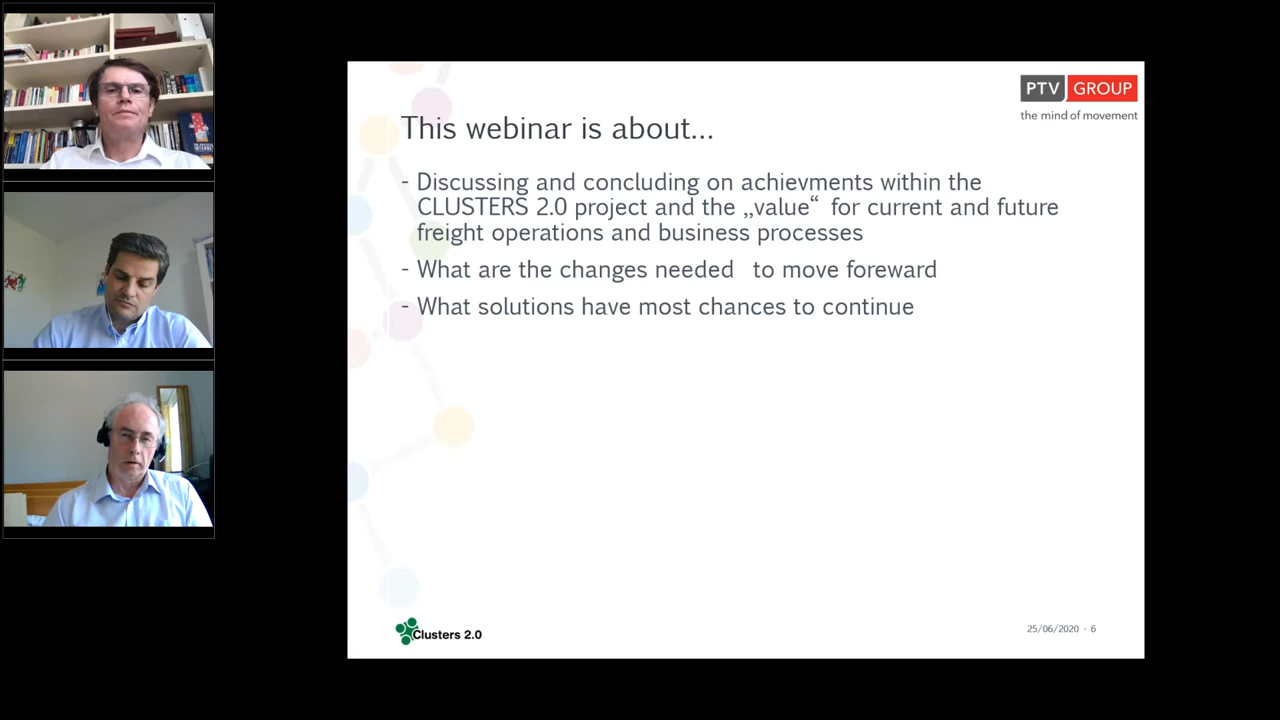 PTV GROUP
the mind of movement
This webinar is about...
- Discussing and concluding on achievments within the
CLUSTERS 2.0 project and the „value“ for current and future
freight operations and business processes
- What are the changes needed to move foreward
- What solutions have most chances to continue
Clusters 2.0
25/06/2020 - 6